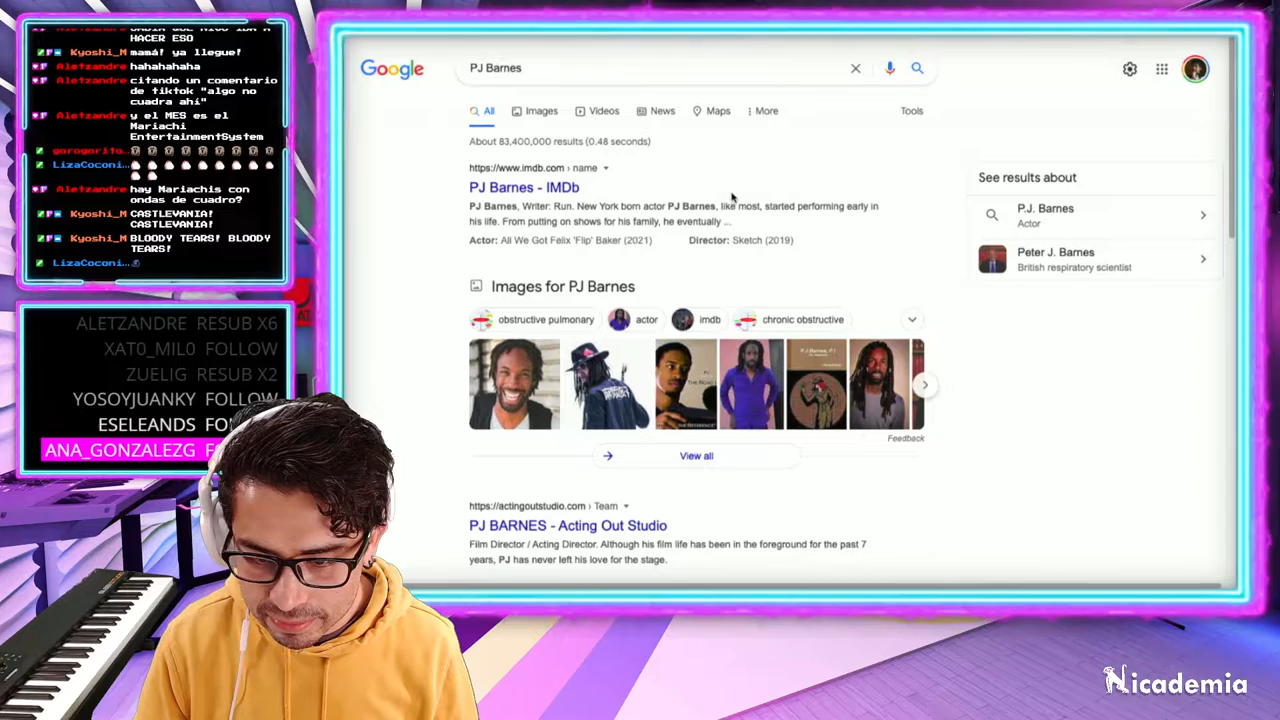 HACER ESO
Kyoshi_M mamá! ya llegue!
Aletzandre hahahahaha
Aletzandre citando un comentario
de tiktok "algo no
cuadra ahí"
Aletzandre y el MES es el
Mariachi
EntertainmentSystem
gorogorito…
LizaCoconi…
Aletzandre hay Mariachis con
ondas de cuadro?
Kyoshi_M CASTLEVANIA!
CASTLEVANIA!
Kyoshi_M BLOODY TEARS! BLOODY
TEARS!
LizaCoconi…
ALETZANDRE RESUB X6
XAT0_MIL0 FOLLOW
ZUELIG RESUB X2
YOSOYJUANKY FOLLOW
ESELEANDS FO
ANA_GONZALEZG F
Google
PJ Barnes
All Images Videos News Maps More Tools
About 83,400,000 results (0.48 seconds)
https://www.imdb.com › name
PJ Barnes - IMDb
PJ Barnes, Writer: Run. New York born actor PJ Barnes, like most, started performing early in
his life. From putting on shows for his family, he eventually ...
Actor: All We Got Felix 'Flip' Baker (2021) Director: Sketch (2019)
Images for PJ Barnes
obstructive pulmonary actor imdb chronic obstructive
Feedback
View all
https://actingoutstudio.com › Team
PJ BARNES - Acting Out Studio
Film Director / Acting Director. Although his film life has been in the foreground for the past 7
years, PJ has never left his love for the stage.
See results about
P.J. Barnes
Actor
Peter J. Barnes
British respiratory scientist
Nicademia